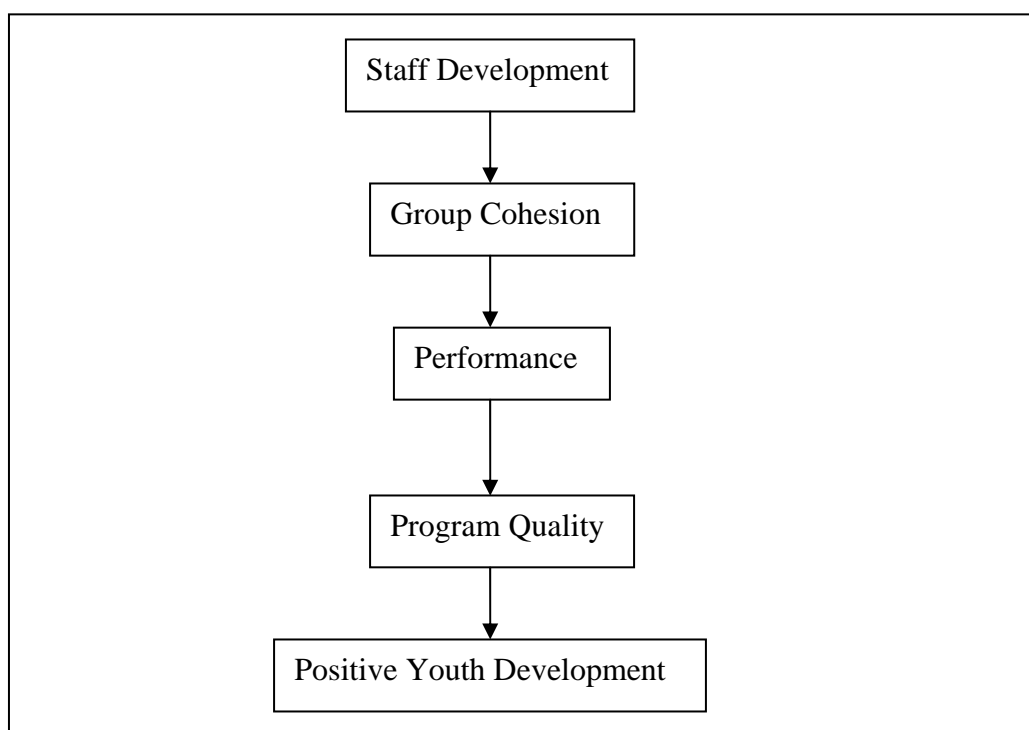 Staff Development
Group Cohesion
Performance
Program Quality
Positive Youth Development